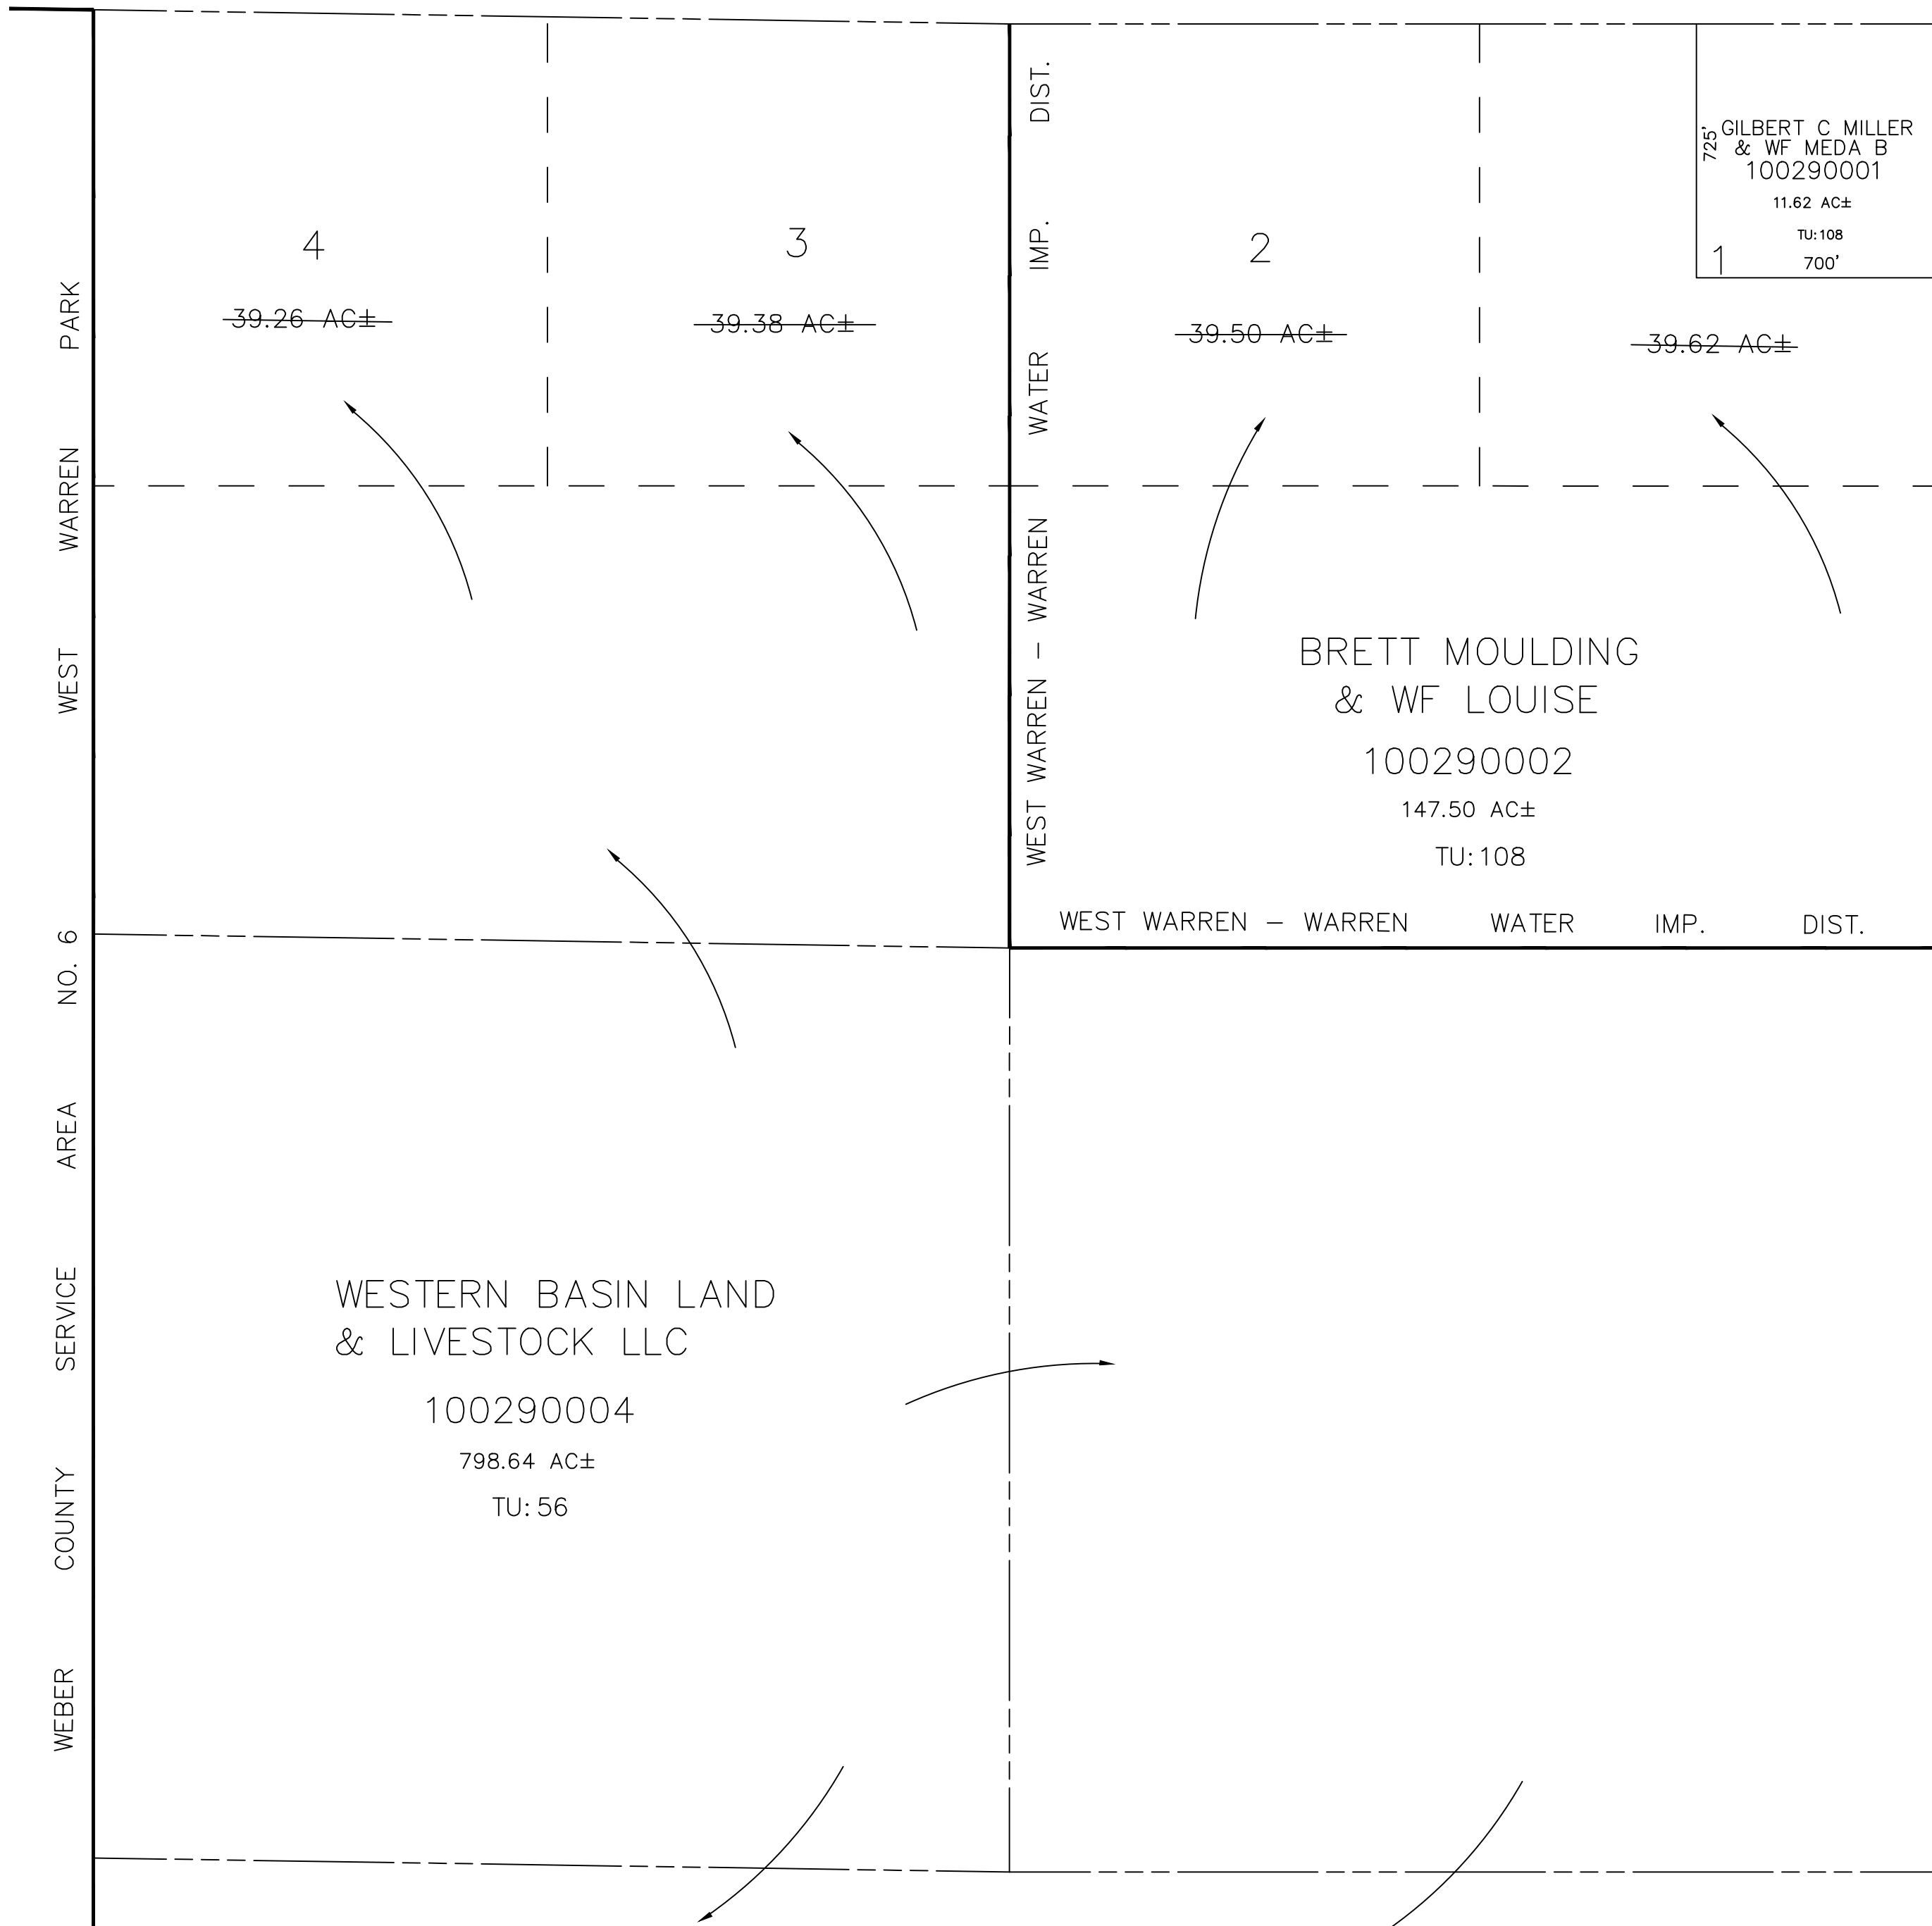 4
39.26 AC±
3
39.38 AC±
2
39.50 AC±
GILBERT C MILLER
& WF MEDA B
100290001
11.62 AC±
TU:108
700'
725'
1
39.62 AC±
BRETT MOULDING
& WF LOUISE
100290002
147.50 AC±
TU:108
WEST WARREN - WARREN WATER IMP. DIST.
WEST WARREN - WARREN WATER IMP. DIST.
WESTERN BASIN LAND
& LIVESTOCK LLC
100290004
798.64 AC±
TU:56
WEBER COUNTY SERVICE AREA NO. 6 WEST WARREN PARK